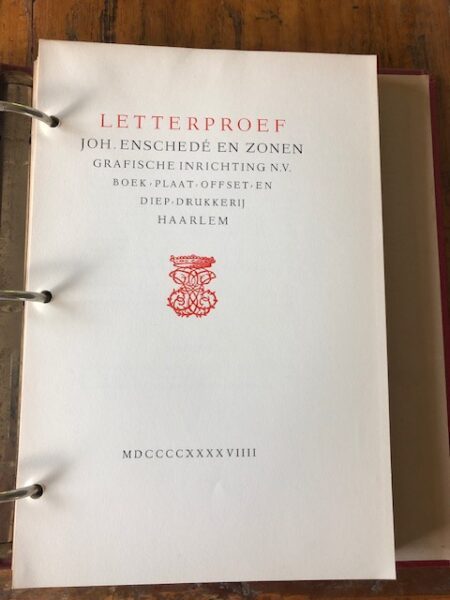 LETTERPROEF
JOH. ENSCHEDÉ EN ZONEN
GRAFISCHE INRICHTING N.V.
BOEK-PLAAT-OFFSET-EN
DIEP-DRUKKERIJ
HAARLEM
MDCCCCXXXXVIIII